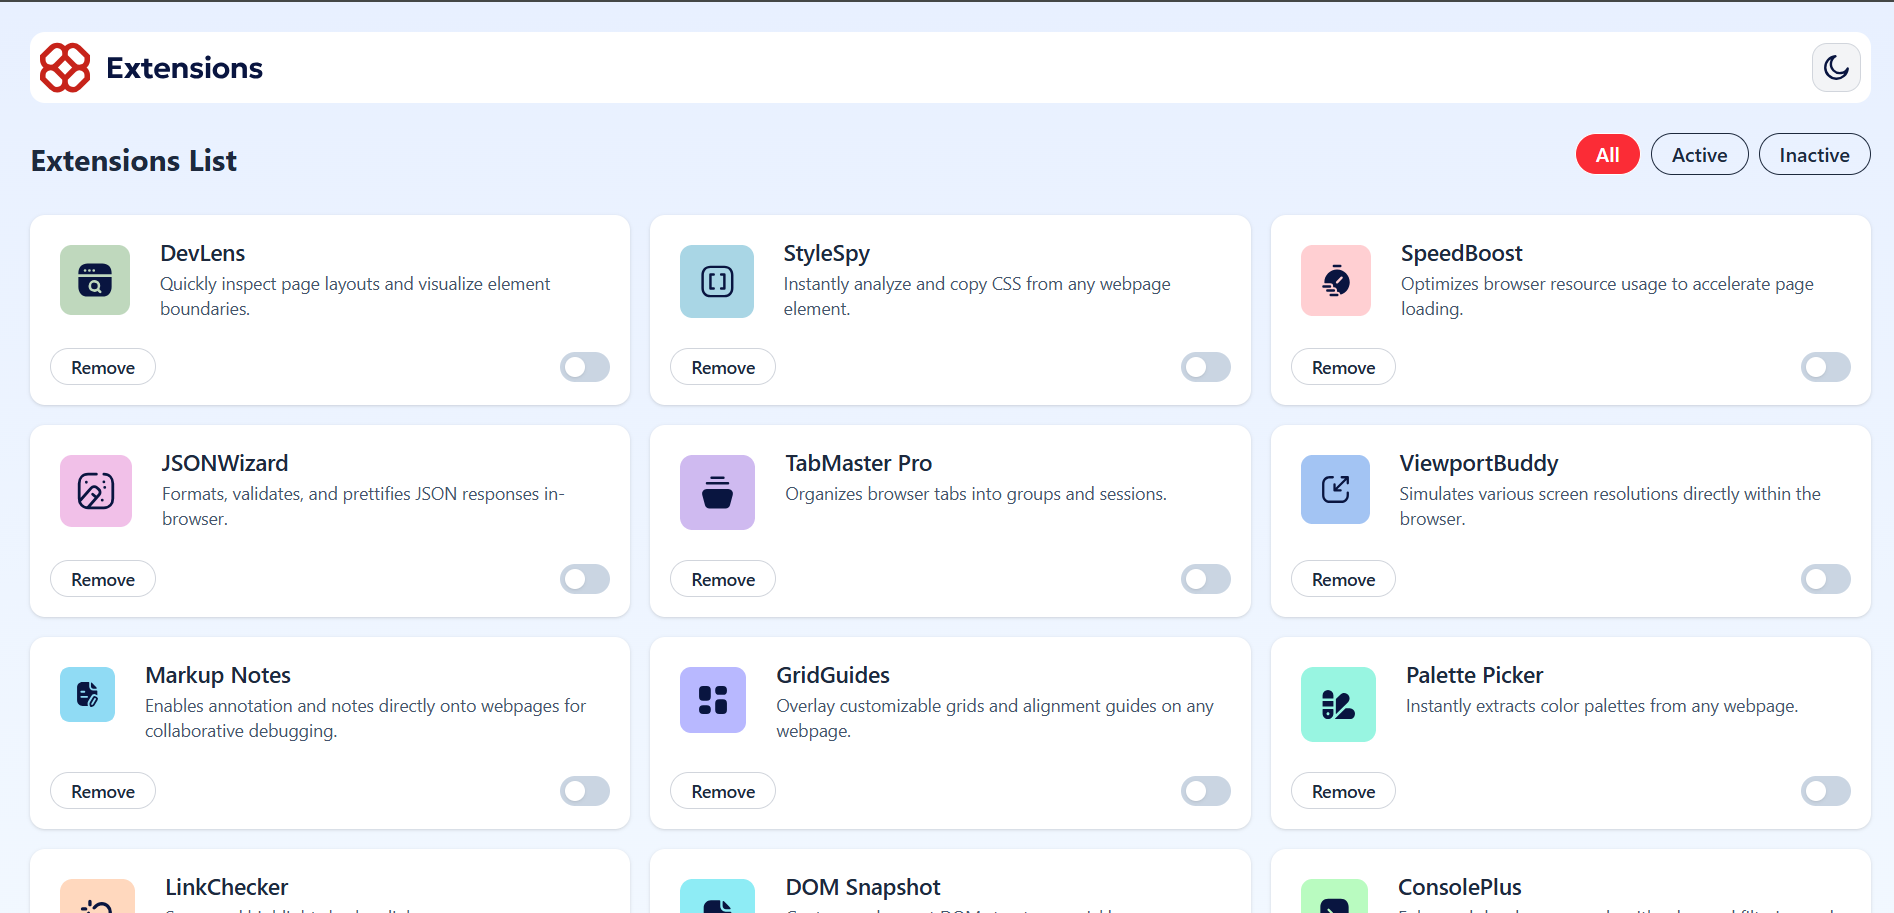 Extensions
Extensions List
All
Active
Inactive
DevLens
Quickly inspect page layouts and visualize element
boundaries.
Remove
StyleSpy
Instantly analyze and copy CSS from any webpage
element.
Remove
SpeedBoost
Optimizes browser resource usage to accelerate page
loading.
Remove
JSONWizard
Formats, validates, and prettifies JSON responses in-
browser.
Remove
TabMaster Pro
Organizes browser tabs into groups and sessions.
Remove
ViewportBuddy
Simulates various screen resolutions directly within the
browser.
Remove
Markup Notes
Enables annotation and notes directly onto webpages for
collaborative debugging.
Remove
GridGuides
Overlay customizable grids and alignment guides on any
webpage.
Remove
Palette Picker
Instantly extracts color palettes from any webpage.
Remove
LinkChecker
DOM Snapshot
ConsolePlus